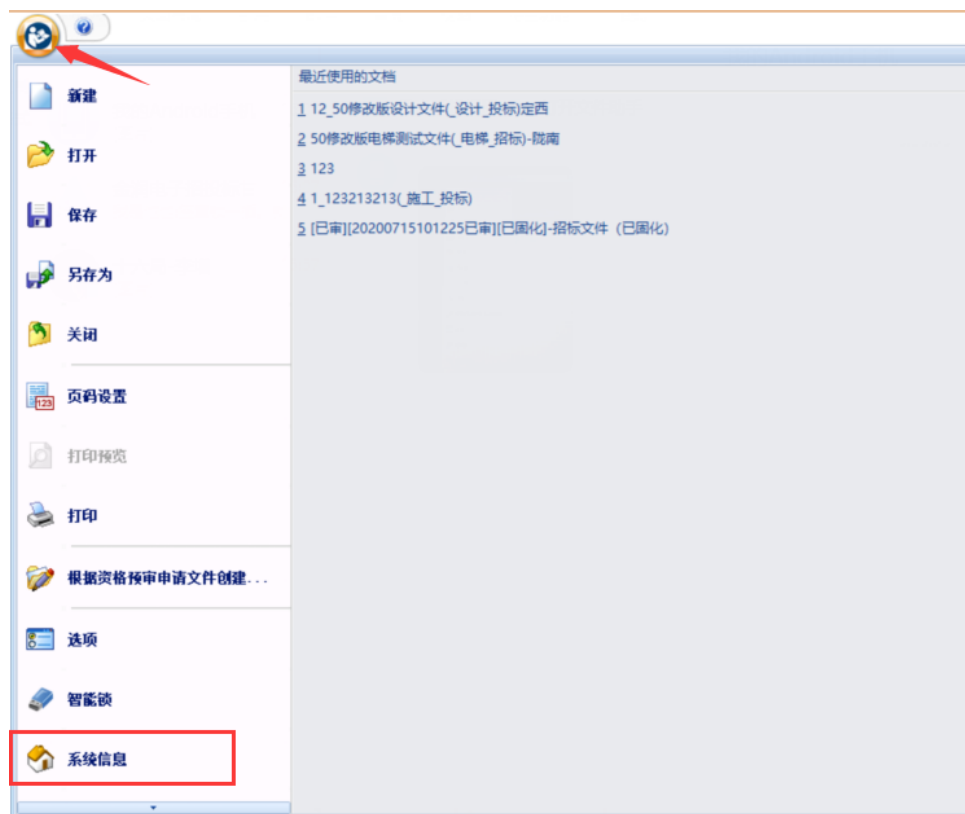 新建
打开
保存
另存为
关闭
页码设置
123
打印预览
打印
根据资格预审申请文件创建...
选项
智能锁
系统信息
最近使用的文档
1 12_50修改版设计文件(_设计_投标)定西
2 50修改版电梯测试文件(_电梯_招标)-陇南
3 123
4 1_123213213(_施工_投标)
5 [已审][20200715101225已审][已固化]-招标文件（已固化）